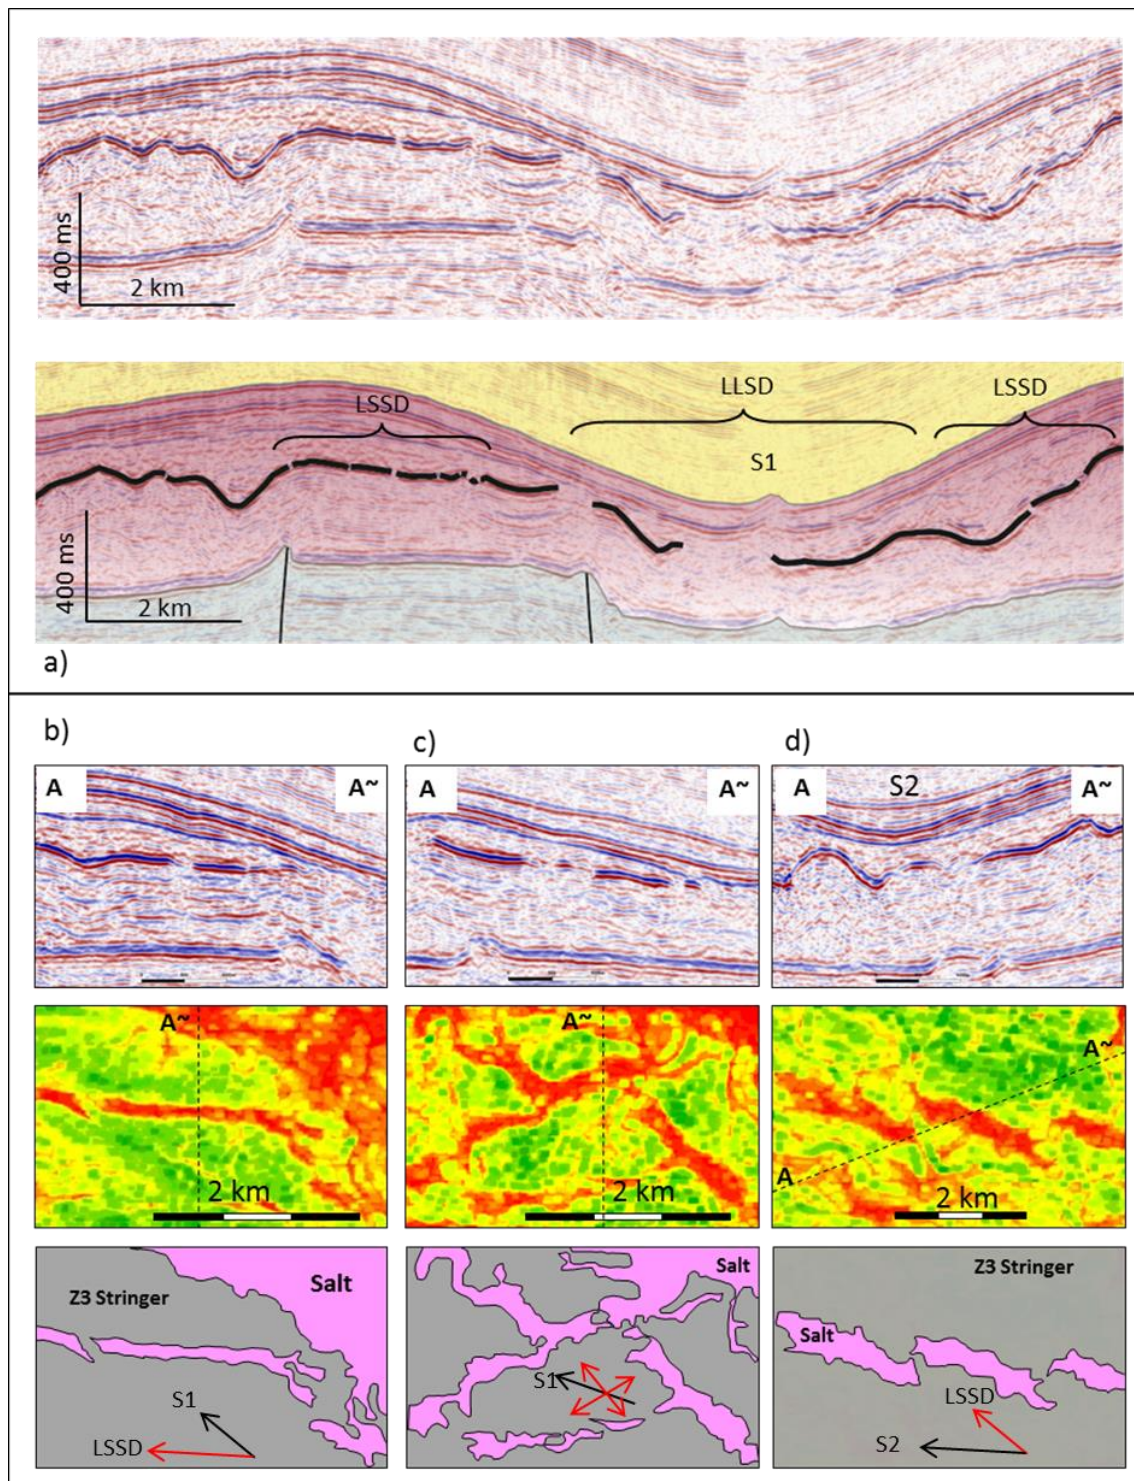 400 ms
2 km
LSSD
LLSD
LSSD
S1
400 ms
2 km
a)
b)
c)
d)
A
A~
A
A~
A
S2
A~
A~
2 km
A~
2 km
A~
A
2 km
Salt
Z3 Stringer
S1
LSSD
Salt
S1
Z3 Stringer
Salt
LSSD
S2